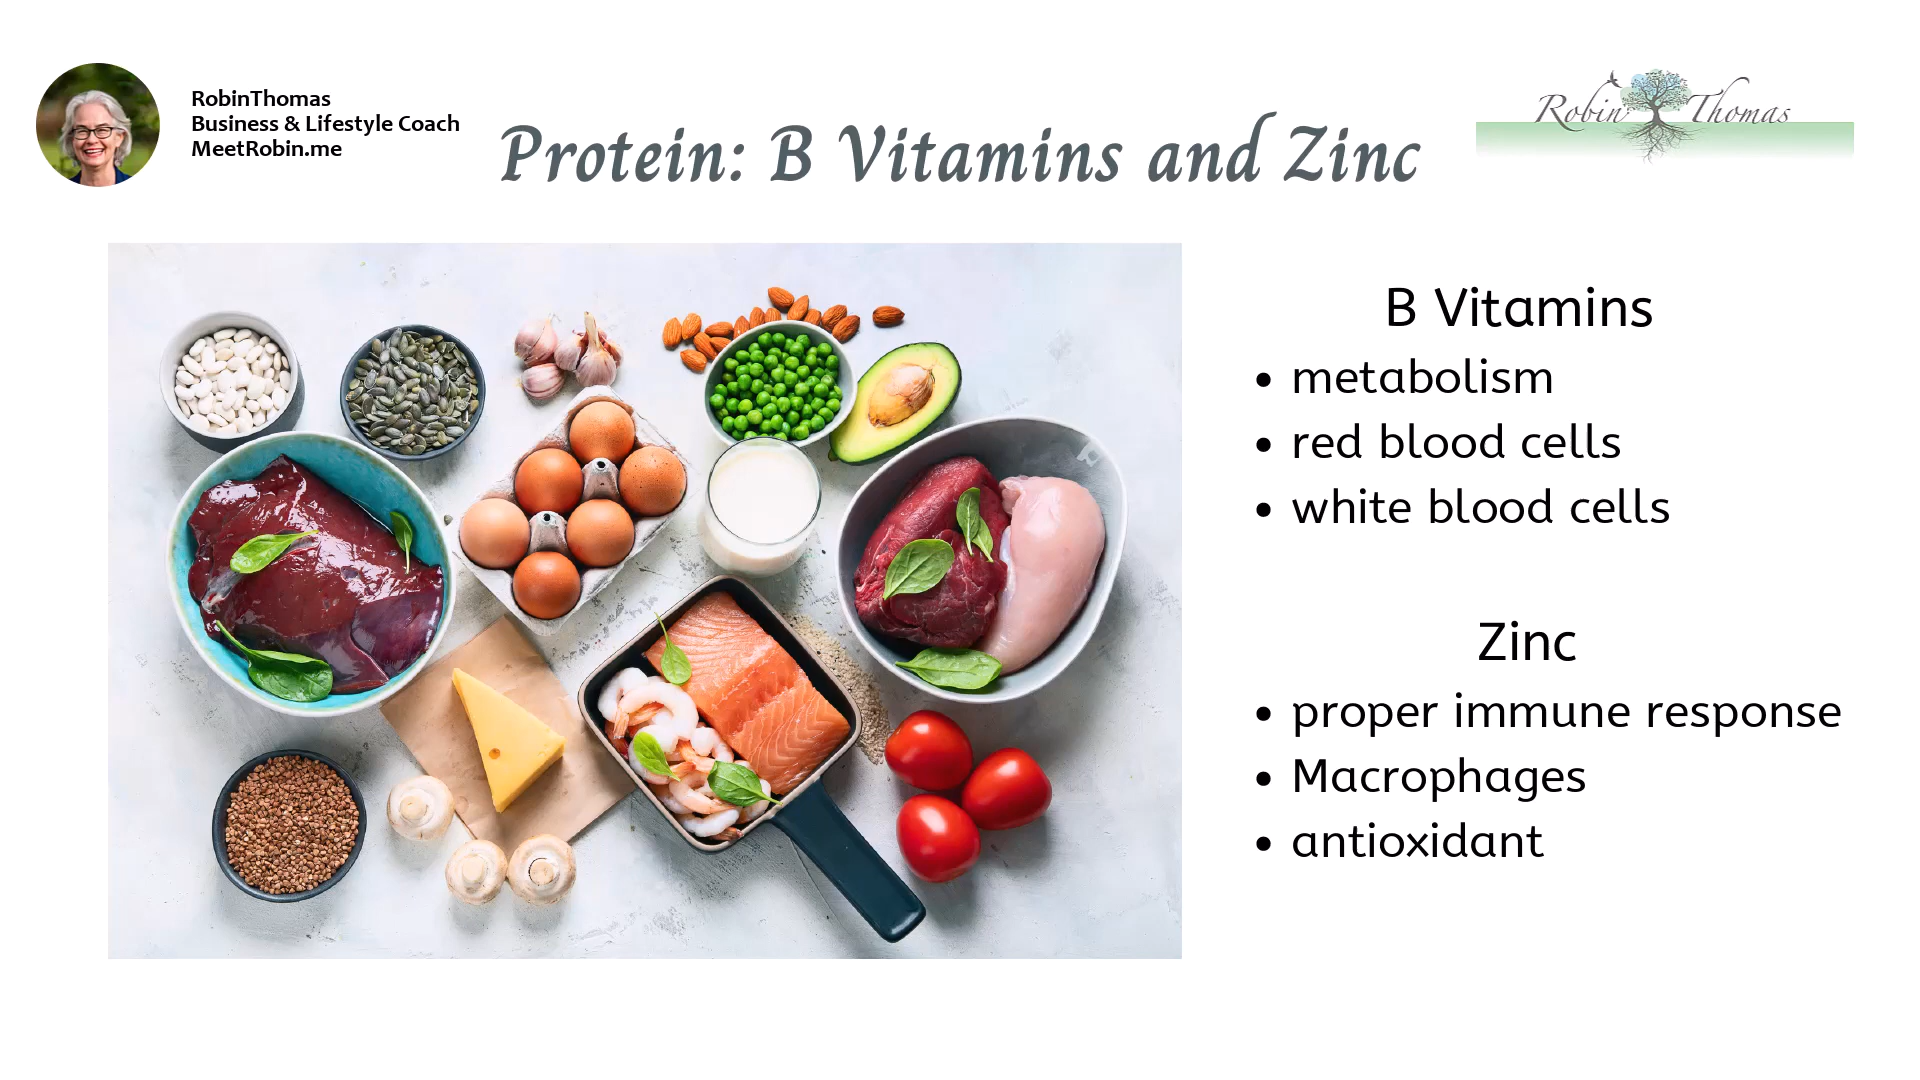 RobinThomas
Business & Lifestyle Coach
MeetRobin.me
Protein: B Vitamins and Zinc
Robin Thomas
B Vitamins
• metabolism
• red blood cells
• white blood cells
Zinc
• proper immune response
• Macrophages
• antioxidant